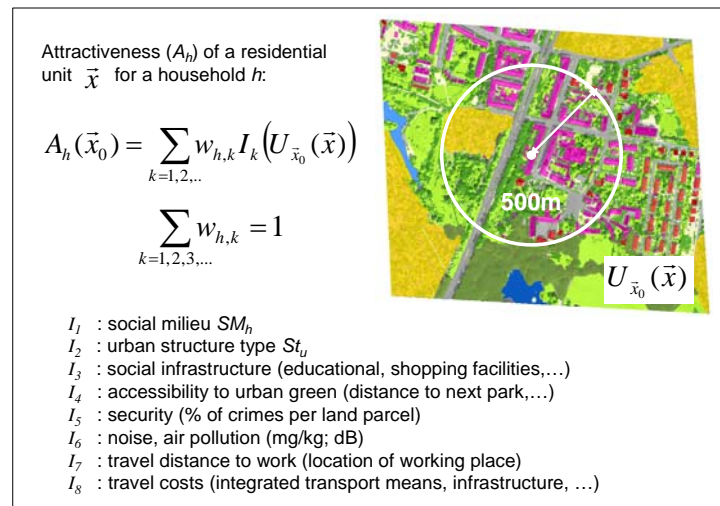 Attractiveness (A_h) of a residential
unit x⃗ for a household h:
A_h(x⃗_0) = ∑_{k=1,2,..} w_{h,k} I_k(U_{x⃗_0}(x⃗))
∑_{k=1,2,3,...} w_{h,k} = 1
500m
U_{x⃗_0}(x⃗)
I_1 : social milieu SM_h
I_2 : urban structure type St_u
I_3 : social infrastructure (educational, shopping facilities,…)
I_4 : accessibility to urban green (distance to next park,…)
I_5 : security (% of crimes per land parcel)
I_6 : noise, air pollution (mg/kg; dB)
I_7 : travel distance to work (location of working place)
I_8 : travel costs (integrated transport means, infrastructure, …)